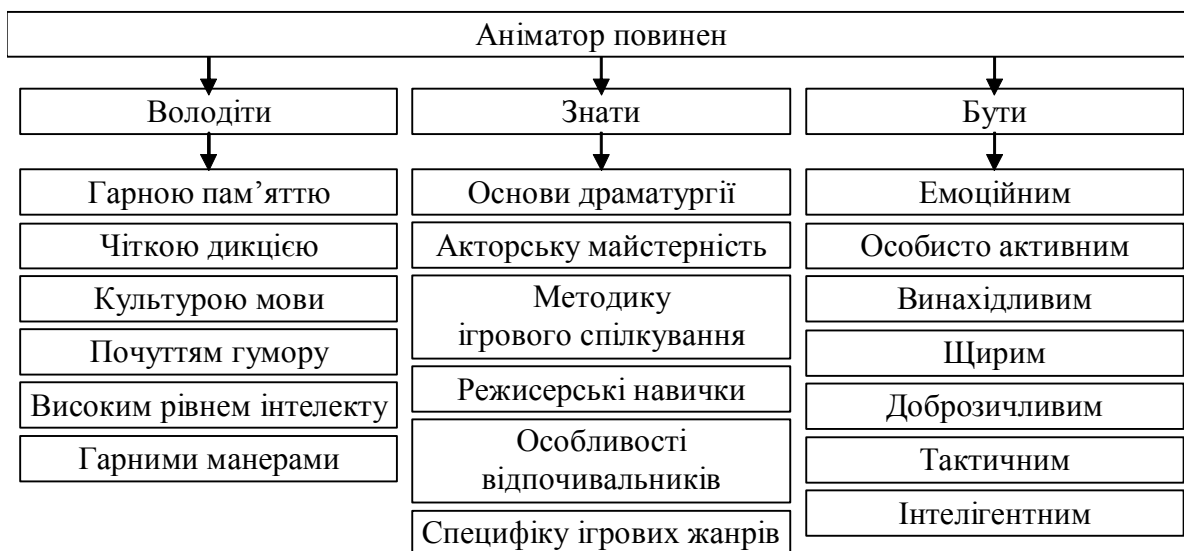 Аніматор повинен
Володіти
Гарною пам’яттю
Чіткою дикцією
Культурою мови
Почуттям гумору
Високим рівнем інтелекту
Гарними манерами
Знати
Основи драматургії
Акторську майстерність
Методику
ігрового спілкування
Режисерські навички
Особливості
відпочивальників
Специфіку ігрових жанрів
Бути
Емоційним
Особисто активним
Винахідливим
Щирим
Доброзичливим
Тактичним
Інтелігентним